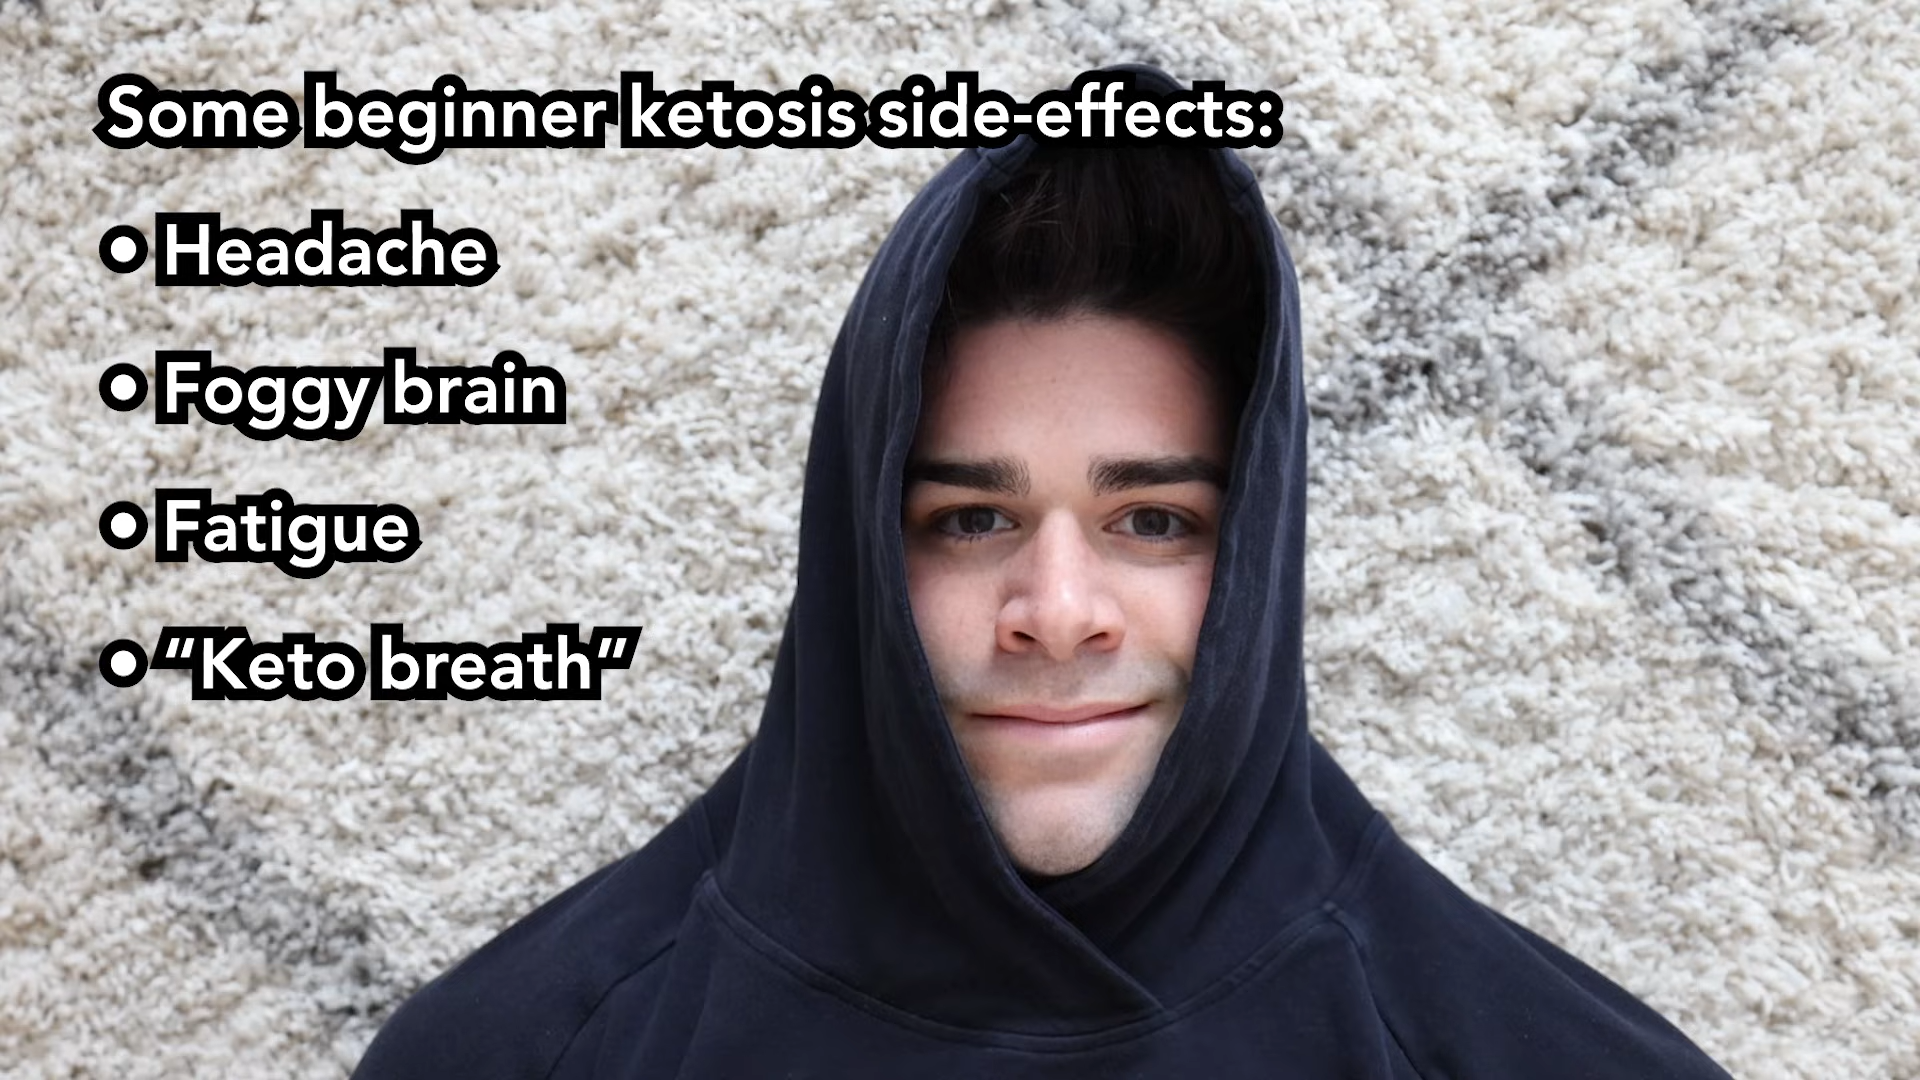 Some beginner ketosis side-effects:
• Headache
• Foggy brain
• Fatigue
• “Keto breath”